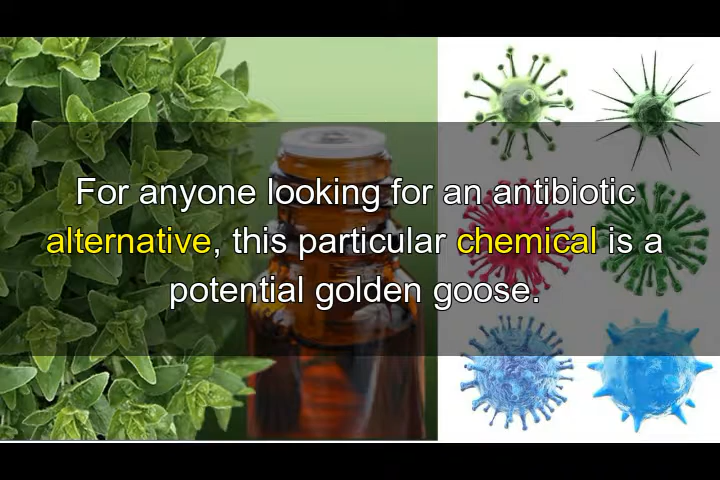 For anyone looking for an antibiotic
alternative, this particular chemical is a
potential golden goose.